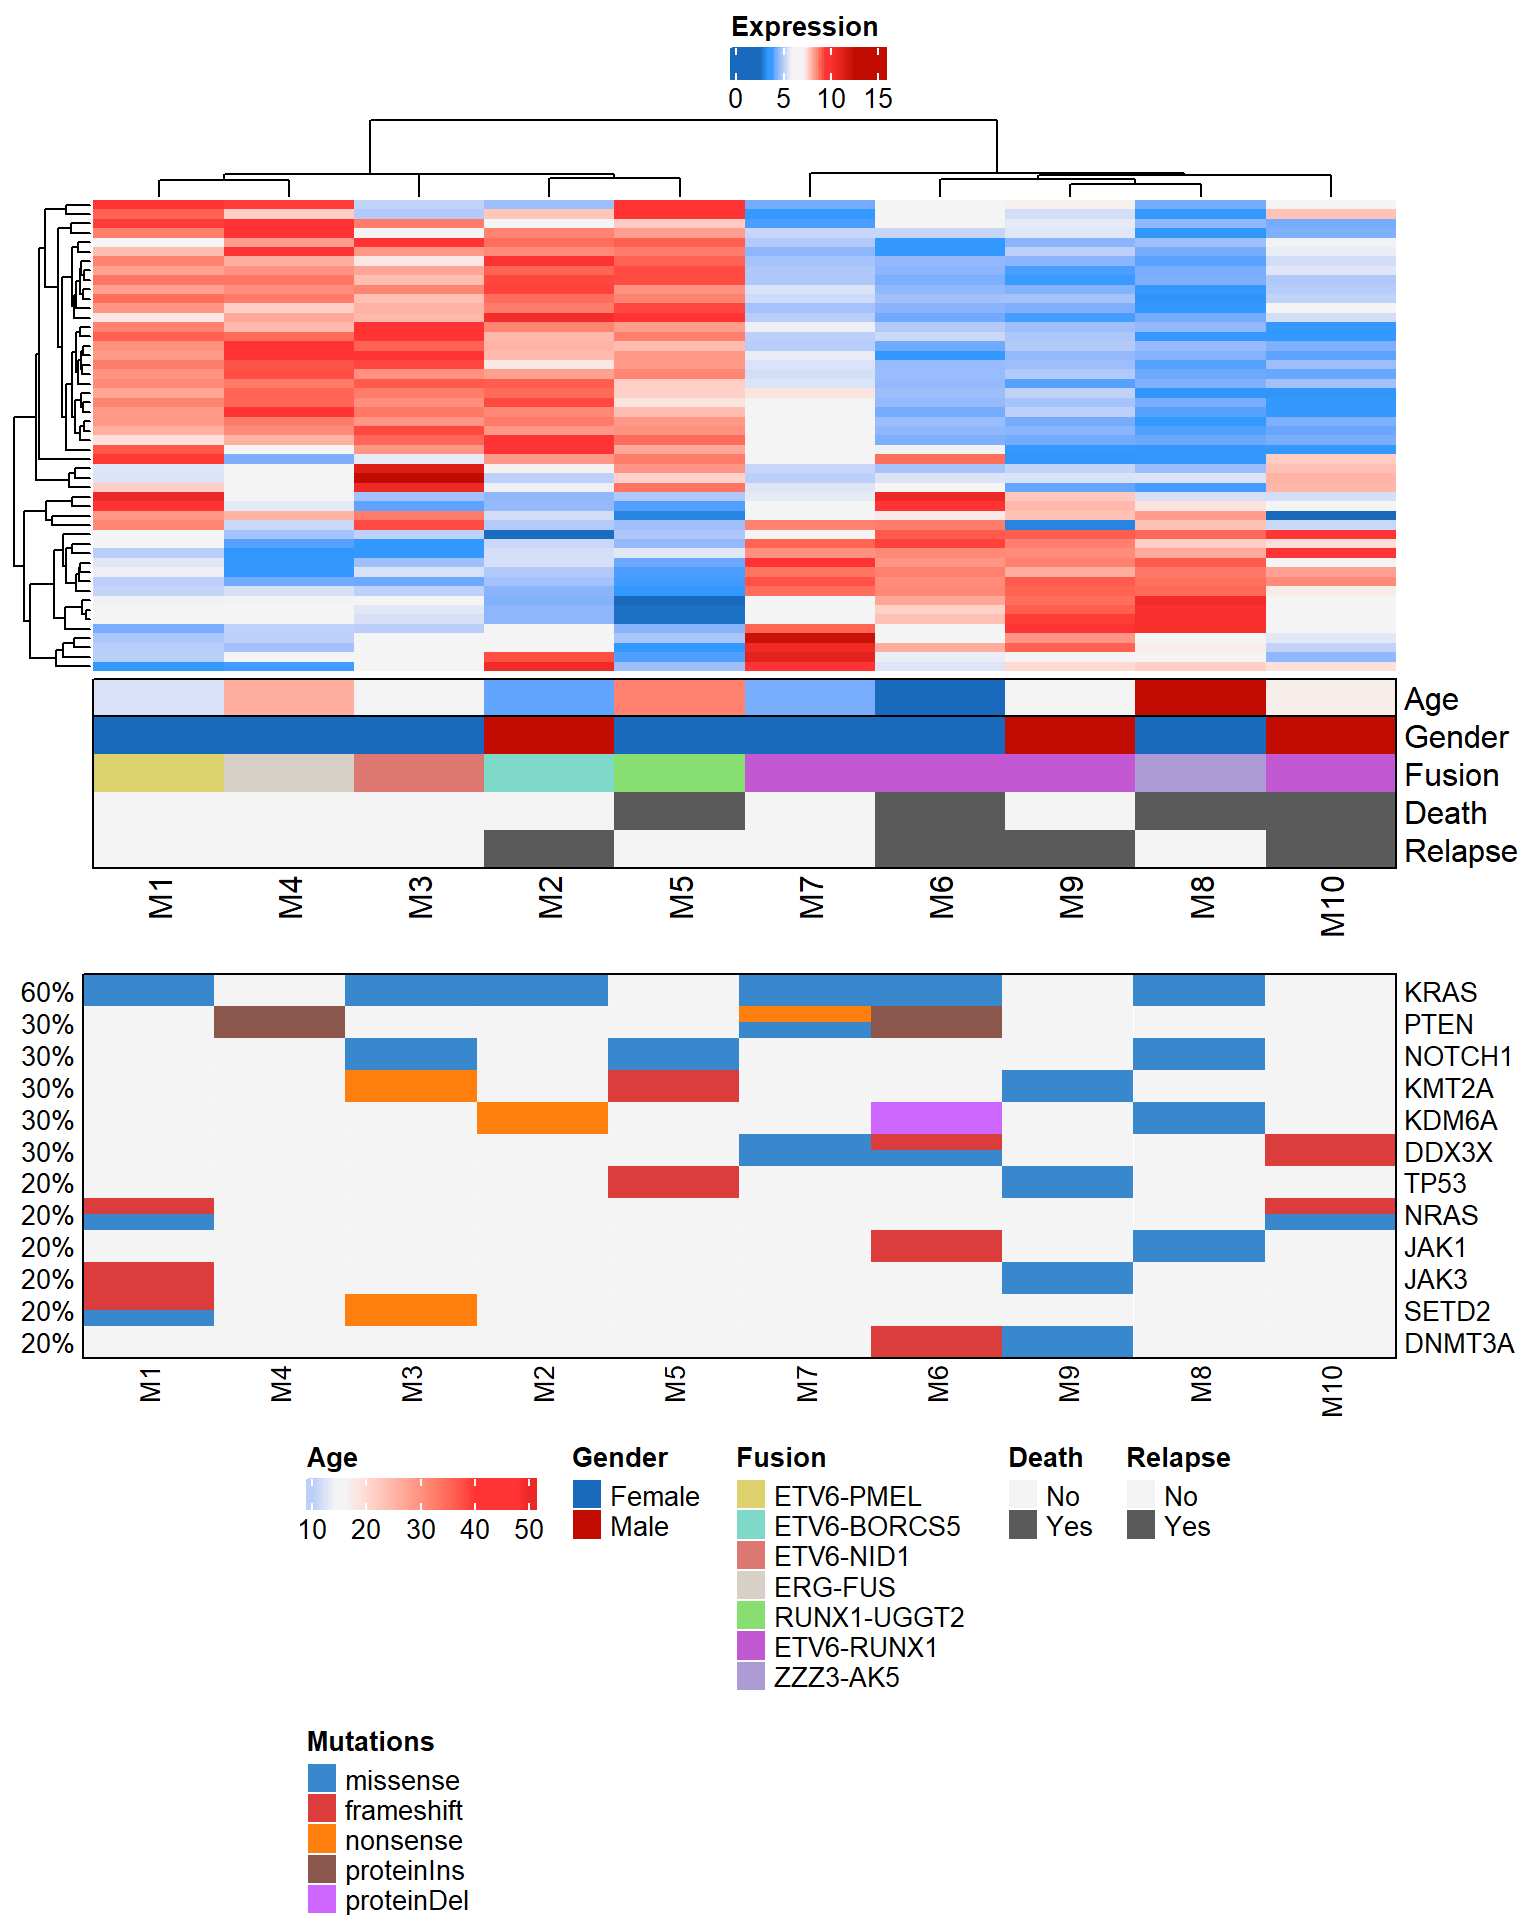 Expression
0 5 10 15
Age
Gender
Fusion
Death
Relapse
M1 M4 M3 M2 M5 M7 M6 M9 M8 M10
60% KRAS
30% PTEN
30% NOTCH1
30% KMT2A
30% KDM6A
30% DDX3X
20% TP53
20% NRAS
20% JAK1
20% JAK3
20% SETD2
20% DNMT3A
M1 M4 M3 M2 M5 M7 M6 M9 M8 M10
Age
10 20 30 40 50
Gender
Female
Male
Fusion
ETV6-PMEL
ETV6-BORCS5
ETV6-NID1
ERG-FUS
RUNX1-UGGT2
ETV6-RUNX1
ZZZ3-AK5
Death
No
Yes
Relapse
No
Yes
Mutations
missense
frameshift
nonsense
proteinIns
proteinDel